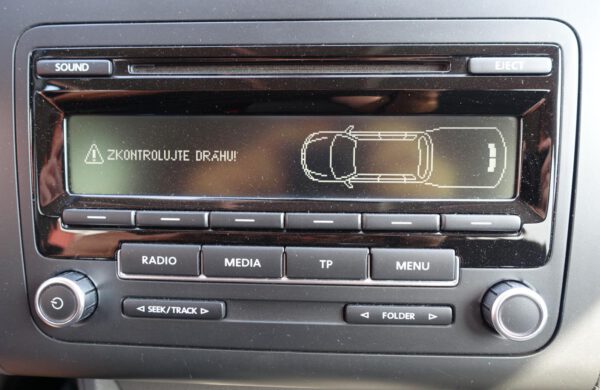 SOUND
EJECT
ZKONTROLUJTE DRÁHU!
RADIO
MEDIA
TP
MENU
SEEK/TRACK
FOLDER